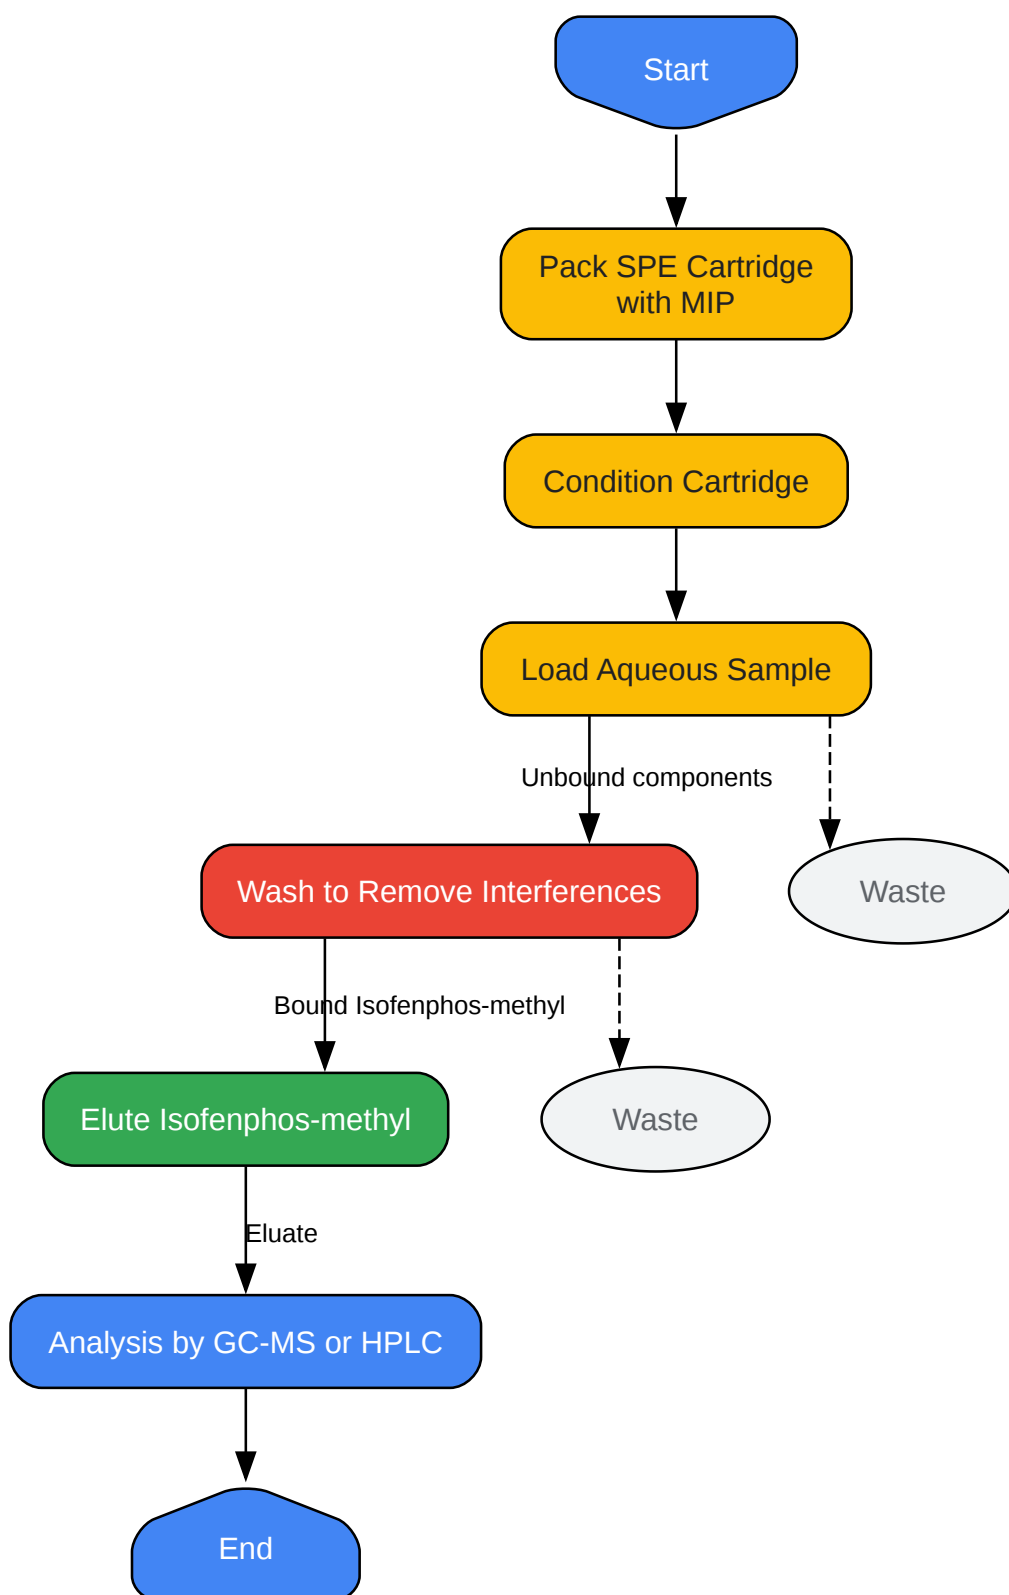 Start
Pack SPE Cartridge
with MIP
Condition Cartridge
Load Aqueous Sample
Unbound components
Wash to Remove Interferences
Waste
Bound Isofenphos-methyl
Elute Isofenphos-methyl
Waste
Eluate
Analysis by GC-MS or HPLC
End